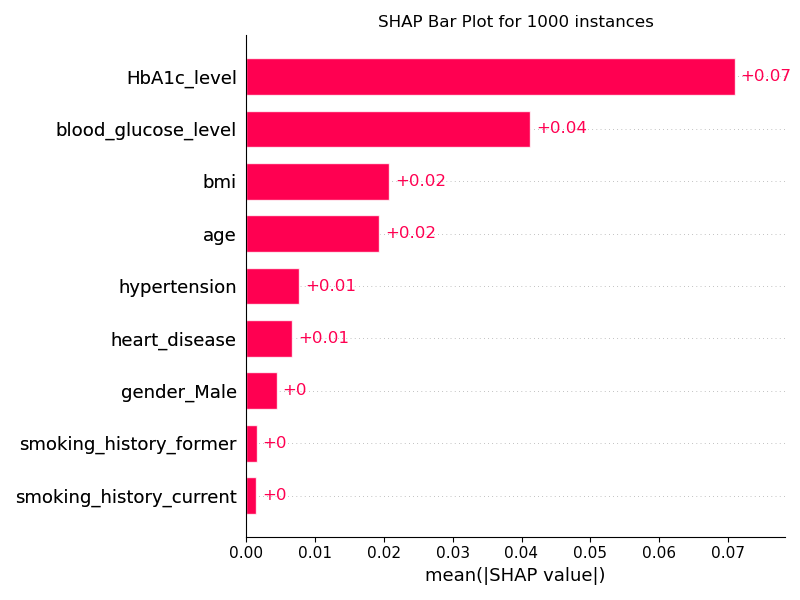 SHAP Bar Plot for 1000 instances
HbA1c_level +0.07
blood_glucose_level +0.04
bmi +0.02
age +0.02
hypertension +0.01
heart_disease +0.01
gender_Male +0
smoking_history_former +0
smoking_history_current +0
0.00 0.01 0.02 0.03 0.04 0.05 0.06 0.07
mean(|SHAP value|)